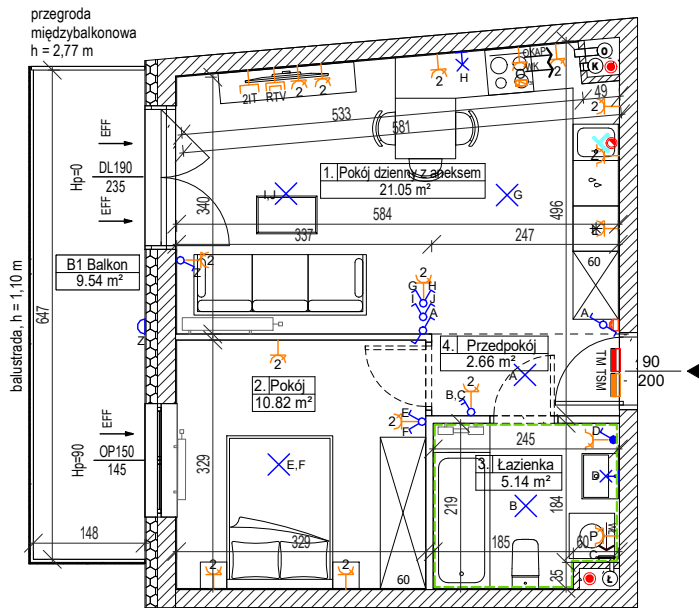 przegroda
międzybalkonowa
h = 2,77 m
OKAP
WK
O
K
H
2
2IT
RTV
2
2
2
49
533
581
2
EFF
DL190
235
Hp=0
EFF
1. Pokój dzienny z aneksem
21.05 m²
2
I,J
G
340
496
584
337
247
B1 Balkon
9.54 m²
balustrada, h = 1,10 m
647
2
2
60
2
G
H
I
J
A
A
Z
4. Przedpokój
2.66 m²
A
TM TSM
90
200
2
2. Pokój
10.82 m²
2
B,C
E
F
2
EFF
OP150
145
Hp=90
329
E,F
245
D
3. Łazienka
5.14 m²
D
219
184
B
P
C
148
329
185
60
2
2
60
35
Ł